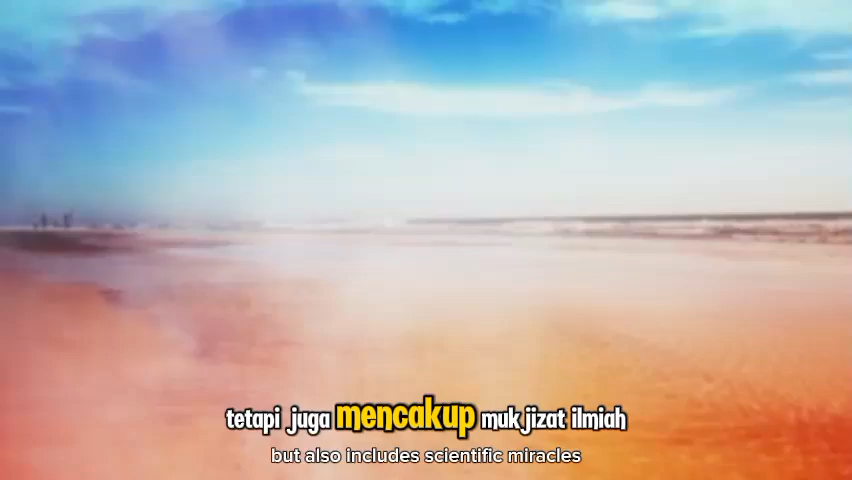 tetapi juga mencakup mukjizat ilmiah
but also includes scientific miracles